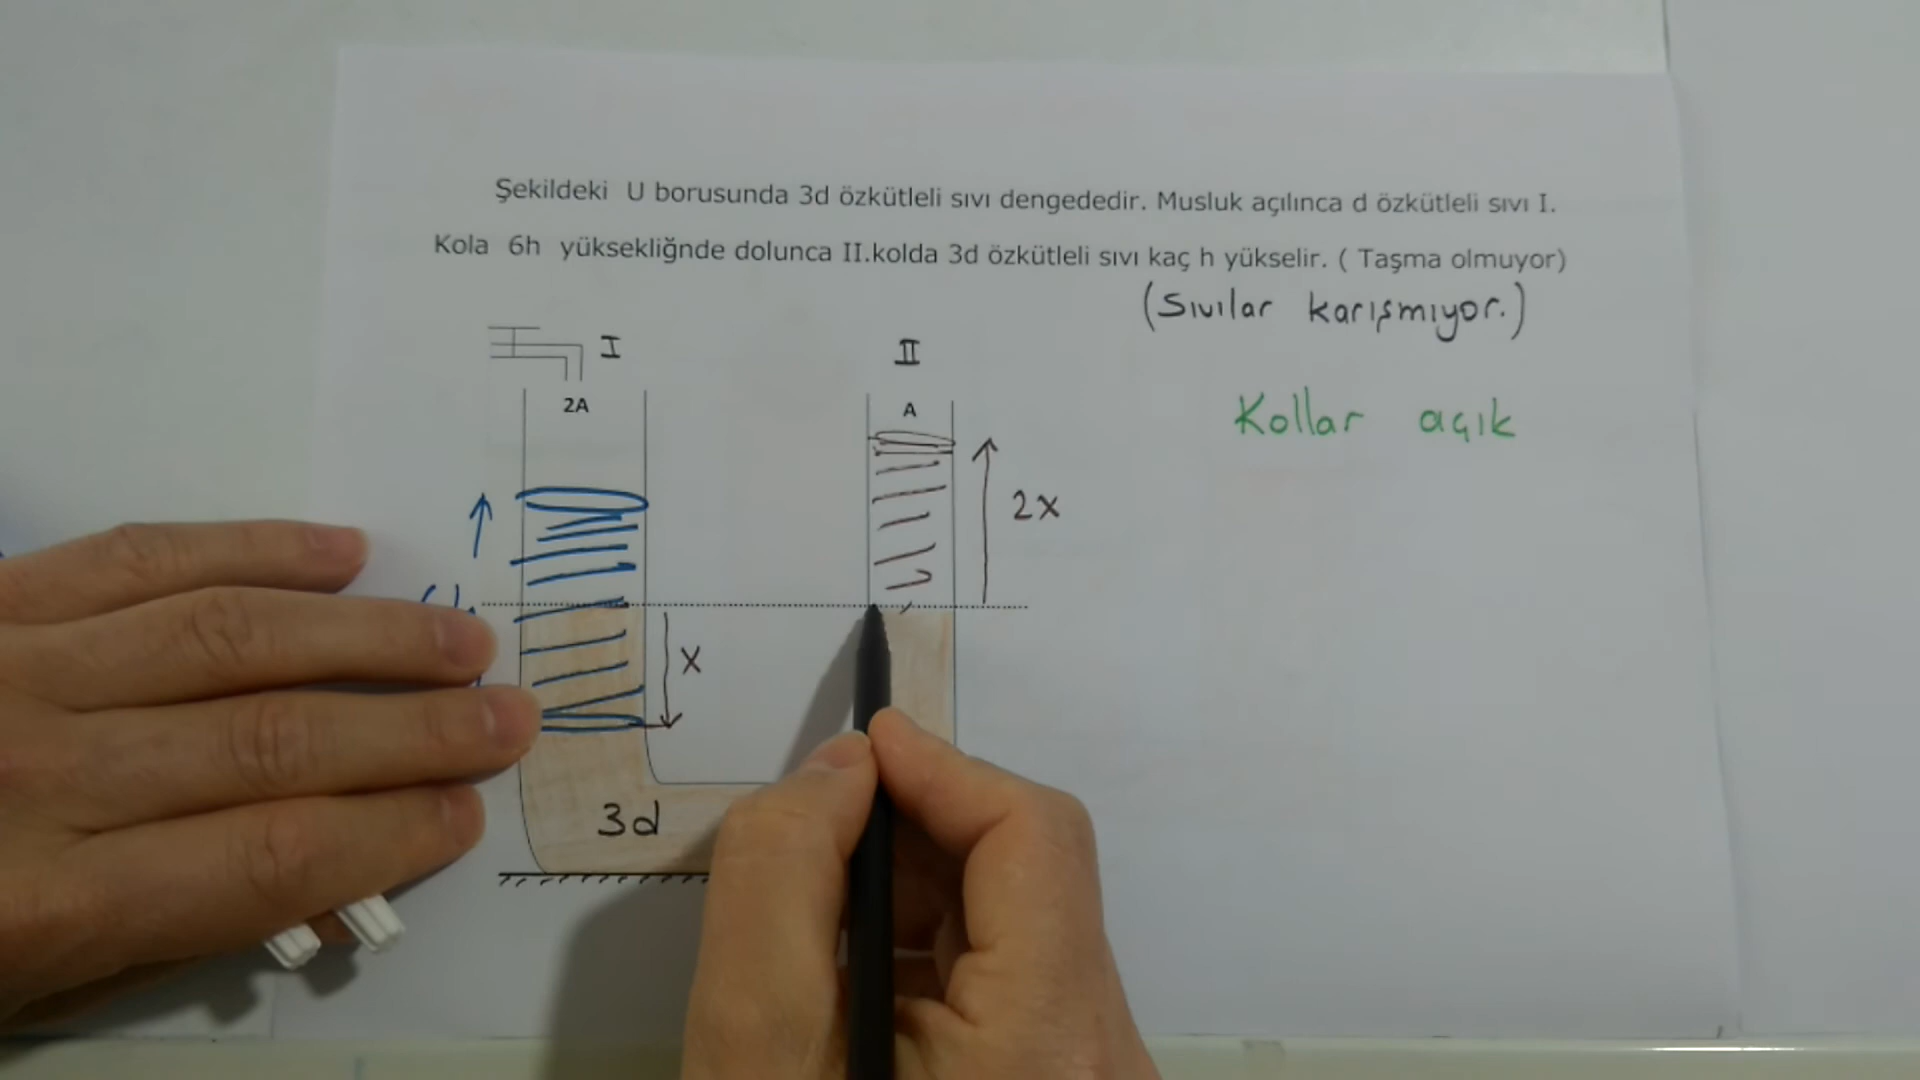 Şekildeki U borusunda 3d özkütleli sıvı dengededir. Musluk açılınca d özkütleli sıvı I.
Kola 6h yüksekliğnde dolunca II.kolda 3d özkütleli sıvı kaç h yükselir. ( Taşma olmuyor)
(Sıvılar karışmıyor.)
I
II
2A
A
Kollar açık
2x
x
3d